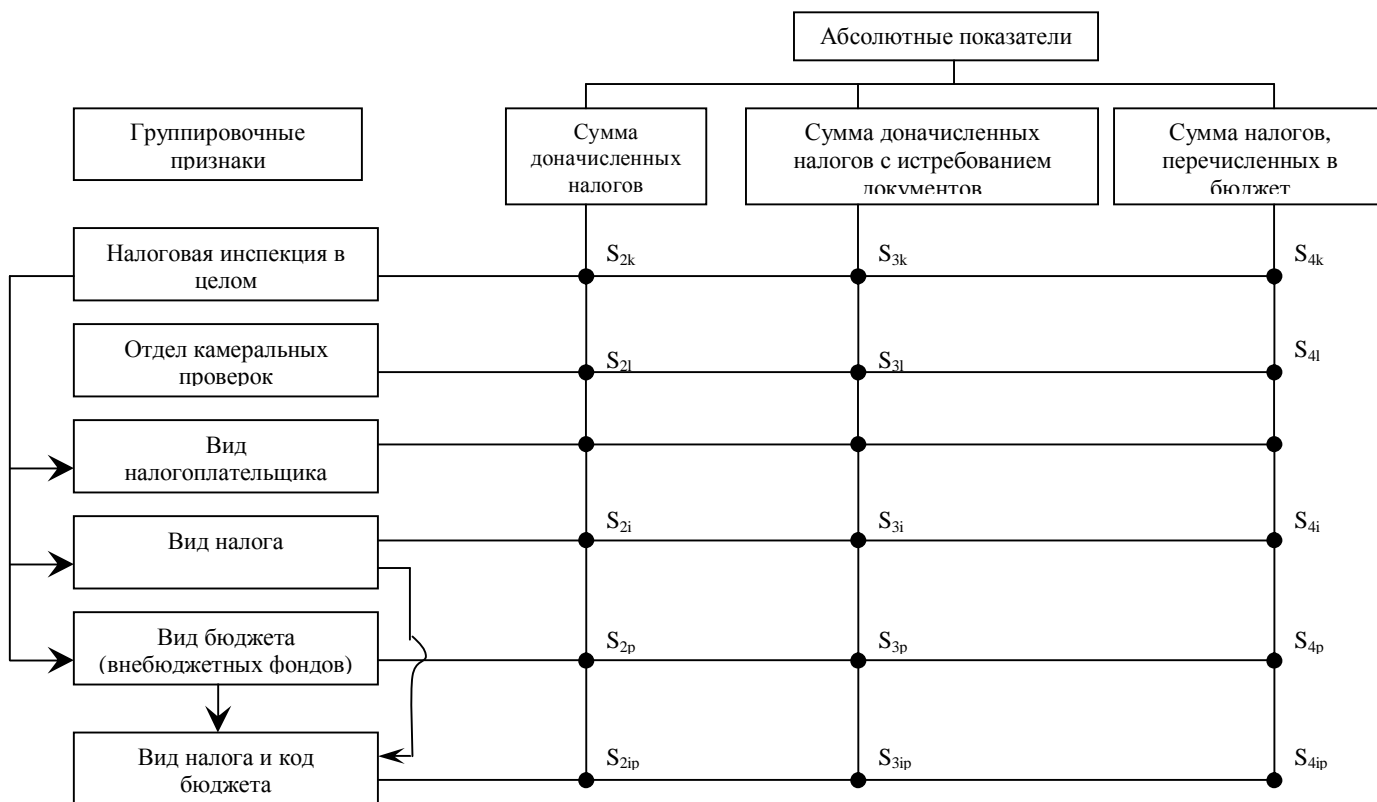 Абсолютные показатели
Группировочные
признаки
Сумма
доначисленных
налогов
Сумма доначисленных
налогов с истребованием
документов
Сумма налогов,
перечисленных в
бюджет
Налоговая инспекция в
целом
S2k
S3k
S4k
Отдел камеральных
проверок
S2l
S3l
S4l
Вид
налогоплательщика
Вид налога
S2i
S3i
S4i
Вид бюджета
(внебюджетных фондов)
S2p
S3p
S4p
Вид налога и код
бюджета
S2ip
S3ip
S4ip